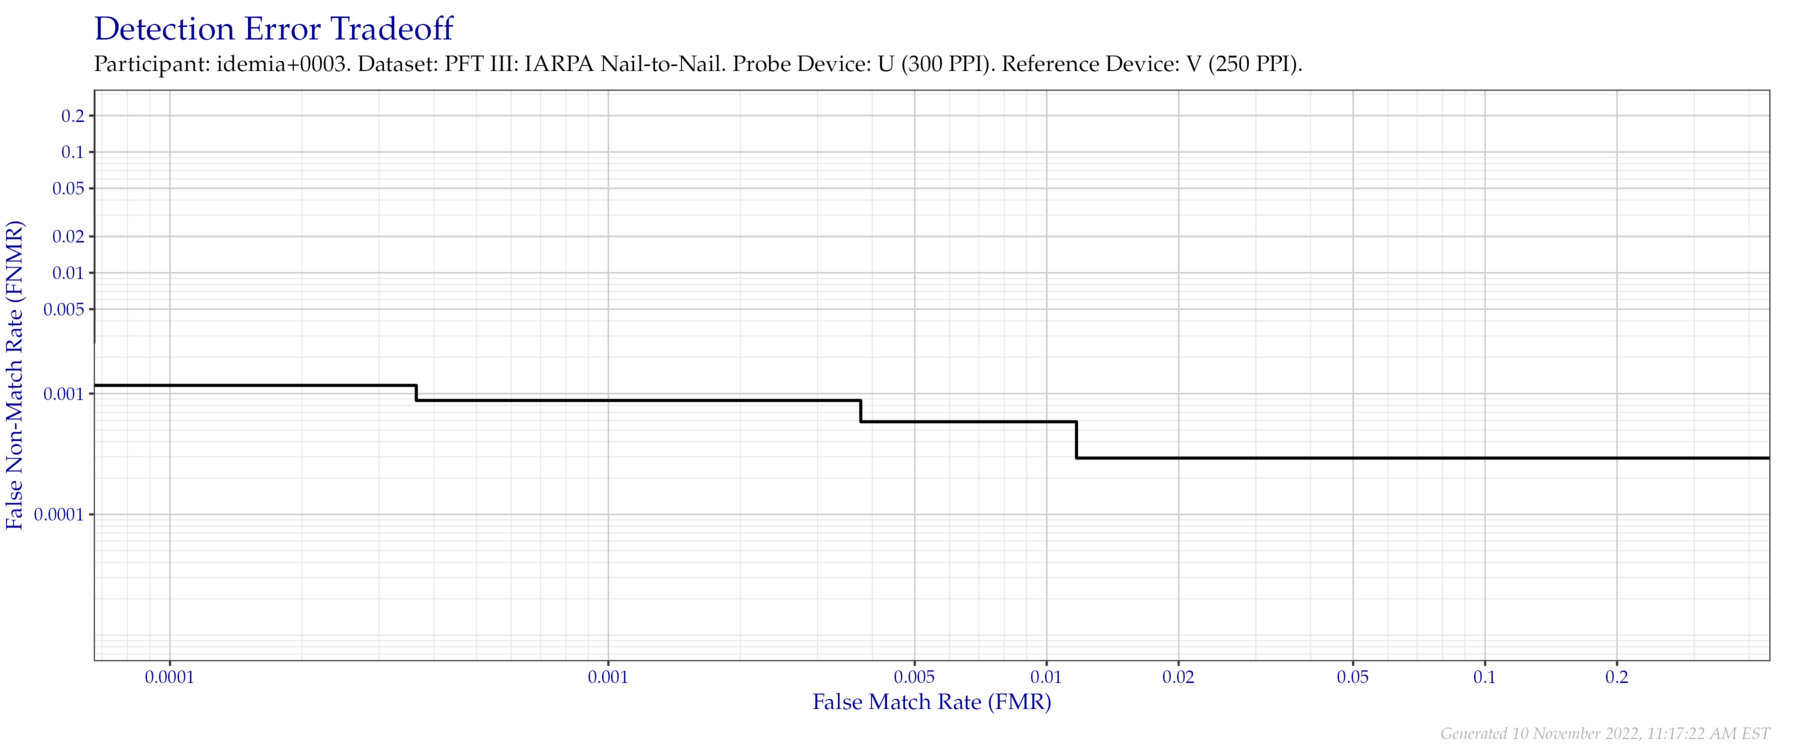 Detection Error Tradeoff
Participant: idemia+0003. Dataset: PFT III: IARPA Nail-to-Nail. Probe Device: U (300 PPI). Reference Device: V (250 PPI).
False Non-Match Rate (FNMR)
0.2
0.1
0.05
0.02
0.01
0.005
0.001
0.0001
0.0001 0.001 0.005 0.01 0.02 0.05 0.1 0.2
False Match Rate (FMR)
Generated 10 November 2022, 11:17:22 AM EST